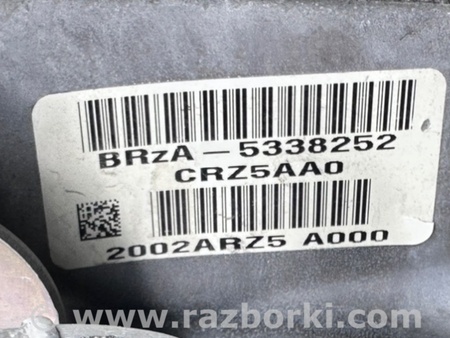 BRzA - 5338252
CRZ5AA0
2002ARZ5 A000
www.razborki.com